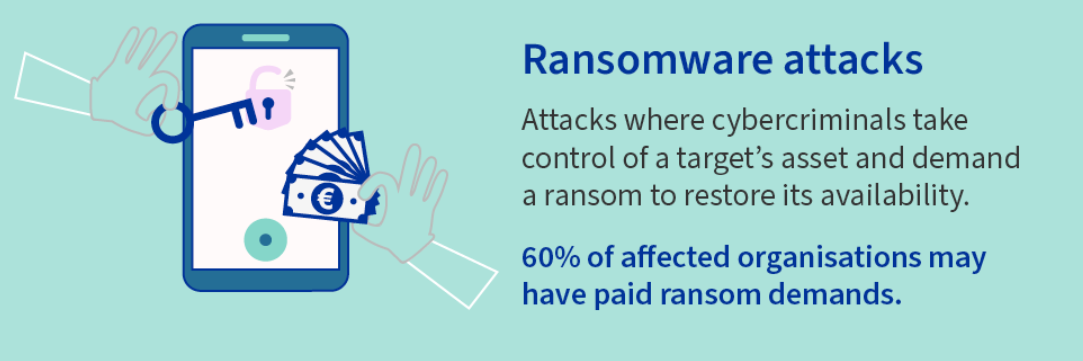 Ransomware attacks
Attacks where cybercriminals take
control of a target’s asset and demand
a ransom to restore its availability.
60% of affected organisations may
have paid ransom demands.
€